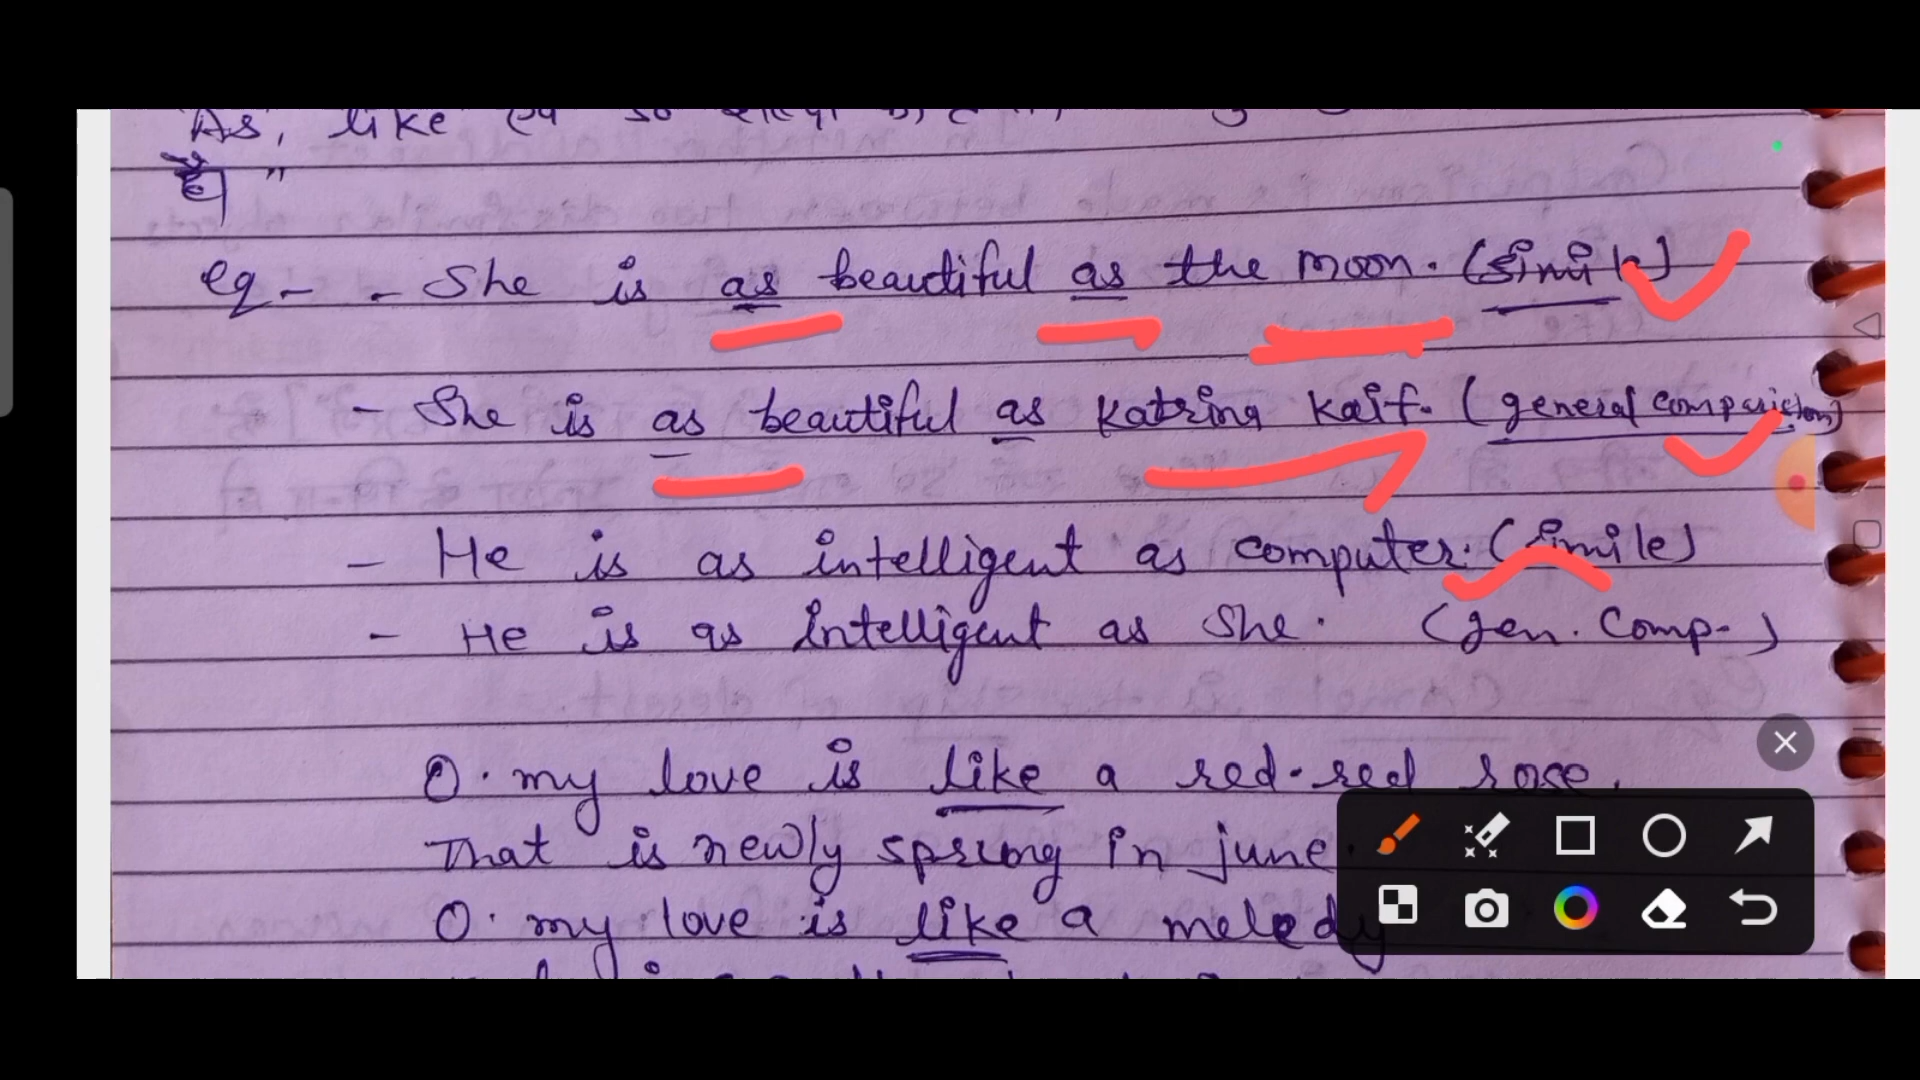 As, like एवं so
है। "
eg - - She is as beautiful as the moon. (Simile)
- She is as beautiful as Katrina Kaif. (general comparision)
- He is as intelligent as computer. (Simile)
- He is as intelligent as She. (gen. Comp.)
O. my love is like a red-red rose.
That is newly sprung in june.
O. my love is like a melody